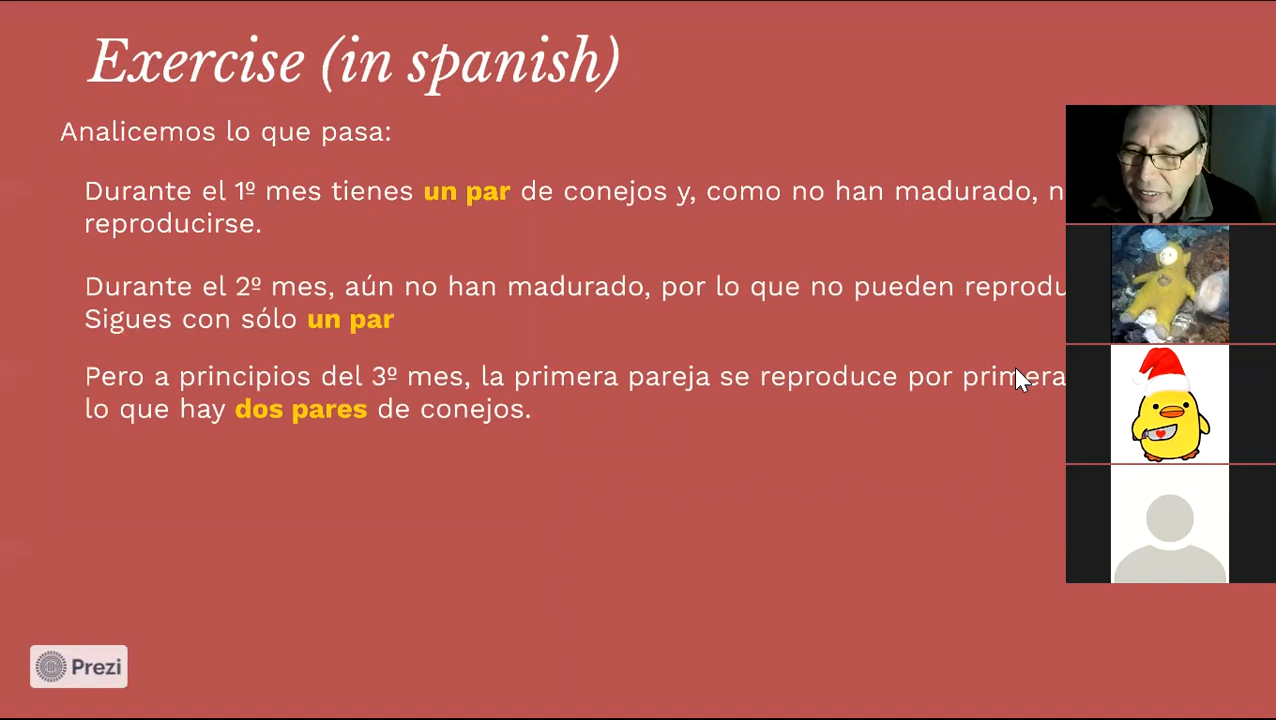 Exercise (in spanish)
Analicemos lo que pasa:
Durante el 1º mes tienes un par de conejos y, como no han madurado,
reproducirse.
Durante el 2º mes, aún no han madurado, por lo que no pueden
Sigues con sólo un par
Pero a principios del 3º mes, la primera pareja se reproduce por primera
lo que hay dos pares de conejos.
Prezi